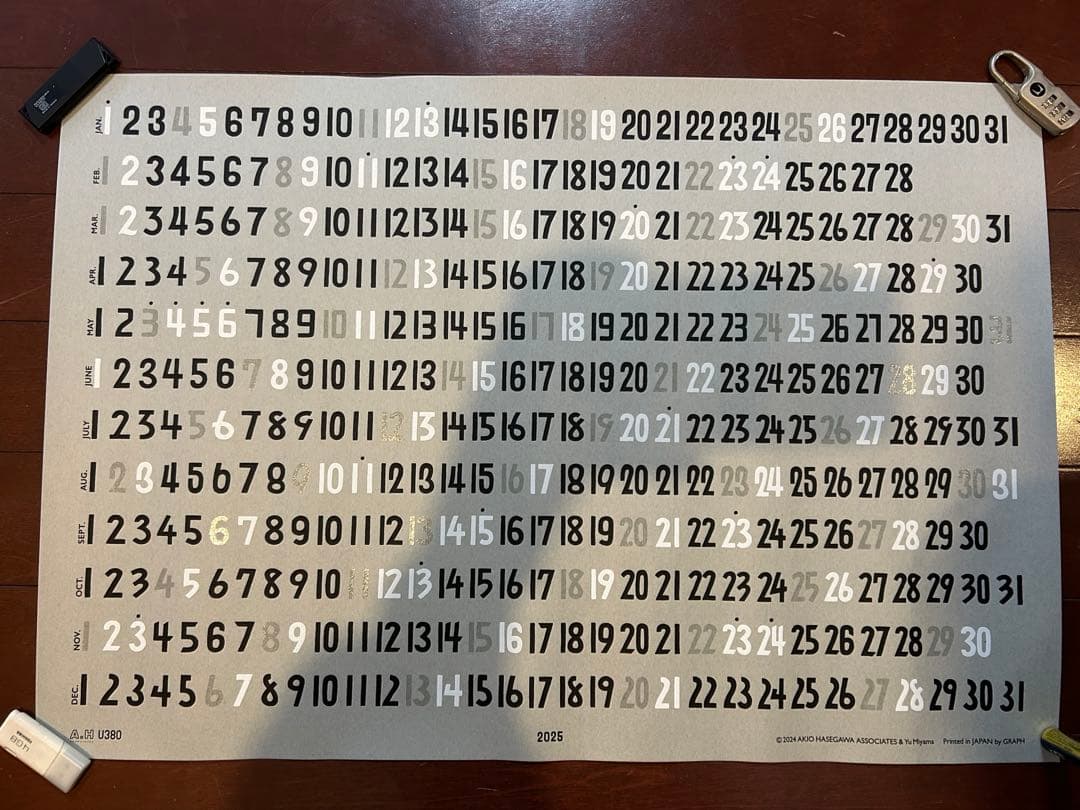 JAN. 1 2 3 4 5 6 7 8 9 10 11 12 13 14 15 16 17 18 19 20 21 22 23 24 25 26 27 28 29 30 31
FEB. 1 2 3 4 5 6 7 8 9 10 11 12 13 14 15 16 17 18 19 20 21 22 23 24 25 26 27 28
MAR. 1 2 3 4 5 6 7 8 9 10 11 12 13 14 15 16 17 18 19 20 21 22 23 24 25 26 27 28 29 30 31
APR. 1 2 3 4 5 6 7 8 9 10 11 12 13 14 15 16 17 18 19 20 21 22 23 24 25 26 27 28 29 30
MAY 1 2 3 4 5 6 7 8 9 10 11 12 13 14 15 16 17 18 19 20 21 22 23 24 25 26 27 28 29 30 31
JUNE 1 2 3 4 5 6 7 8 9 10 11 12 13 14 15 16 17 18 19 20 21 22 23 24 25 26 27 28 29 30
JULY 1 2 3 4 5 6 7 8 9 10 11 12 13 14 15 16 17 18 19 20 21 22 23 24 25 26 27 28 29 30 31
AUG. 1 2 3 4 5 6 7 8 9 10 11 12 13 14 15 16 17 18 19 20 21 22 23 24 25 26 27 28 29 30 31
SEPT. 1 2 3 4 5 6 7 8 9 10 11 12 13 14 15 16 17 18 19 20 21 22 23 24 25 26 27 28 29 30
OCT. 1 2 3 4 5 6 7 8 9 10 11 12 13 14 15 16 17 18 19 20 21 22 23 24 25 26 27 28 29 30 31
NOV. 1 2 3 4 5 6 7 8 9 10 11 12 13 14 15 16 17 18 19 20 21 22 23 24 25 26 27 28 29 30
DEC. 1 2 3 4 5 6 7 8 9 10 11 12 13 14 15 16 17 18 19 20 21 22 23 24 25 26 27 28 29 30 31
A.H U380
2025
©2024 AKIO HASEGAWA ASSOCIATES & Yu Miyama Printed in JAPAN by GRAPH
4GB